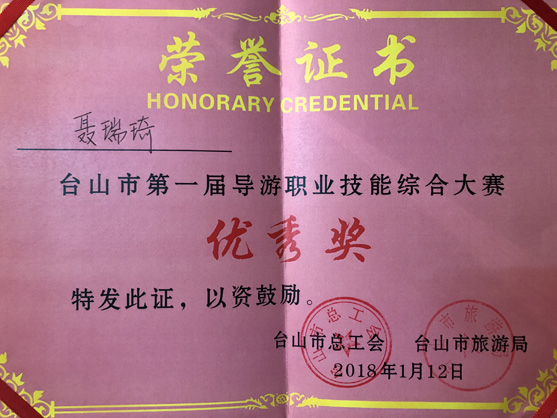 荣誉证书
HONORARY CREDENTIAL
聂瑞琦
台山市第一届导游职业技能综合大赛
优秀奖
特发此证，以资鼓励。
台山市总工会 台山市旅游局
2018年1月12日